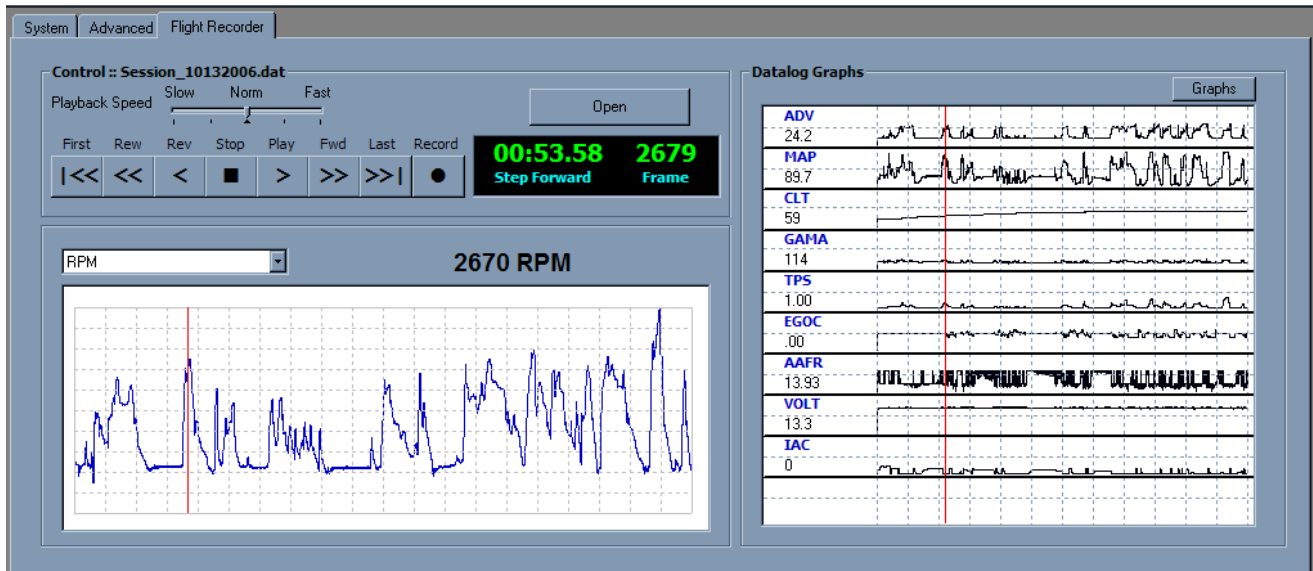 System Advanced Flight Recorder
Control :: Session_10132006.dat
Playback Speed Slow Norm Fast
Open
First Rew Rev Stop Play Fwd Last Record
|<< << < ■ > >> >>| ●
00:53.58 2679
Step Forward Frame
RPM
2670 RPM
Datalog Graphs
Graphs
ADV
24.2
MAP
89.7
CLT
59
GAMA
114
TPS
1.00
EGOC
.00
AAFR
13.93
VOLT
13.3
IAC
0